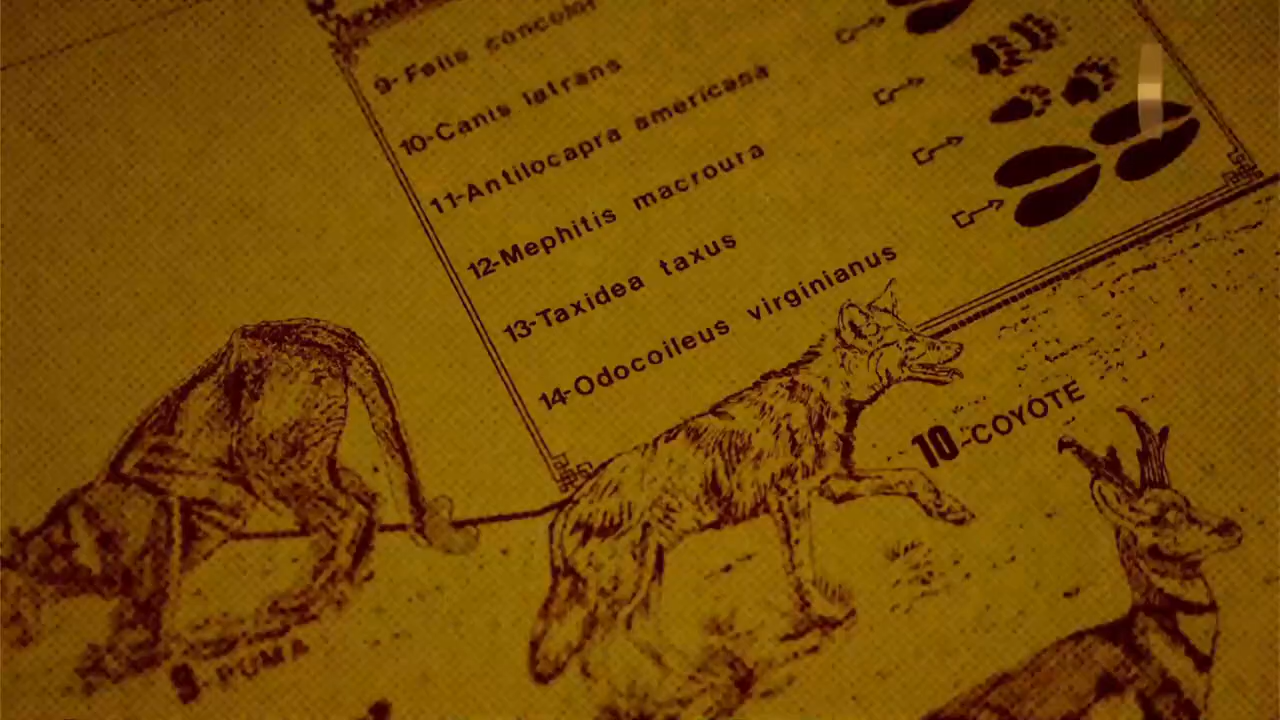 9-Felis concolor
10-Canis latrans
11-Antilocapra americana
12-Mephitis macroura
13-Taxidea taxus
14-Odocoileus virginianus
10-COYOTE
9-PUMA